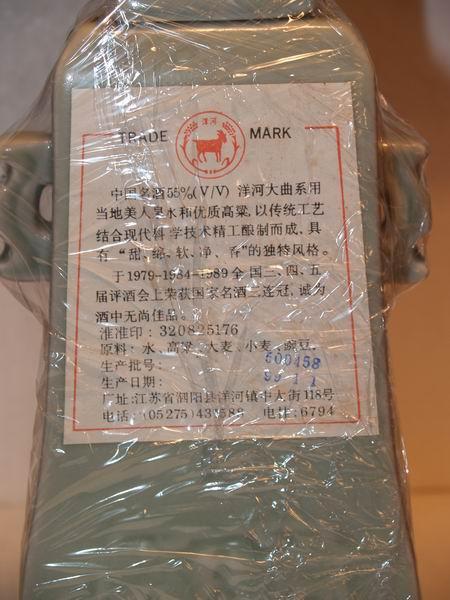 TRADE 洋河 MARK
中国名酒55%(V/V) 洋河大曲系用
当地美人泉水和优质高粱,以传统工艺
结合现代科学技术精工酿制而成,具
有“甜、绵、软、净、香”的独特风格。
于1979-1984-1989全国三、四、五
届评酒会上荣获国家名酒三连冠,诚为
酒中无尚佳品。
淮准印:320825176
原料:水、高粱、大麦、小麦、豌豆.
生产批号: 500458
生产日期:
厂址:江苏省泗阳县洋河镇中大街118号
电话:(05275)433588 电挂:6794